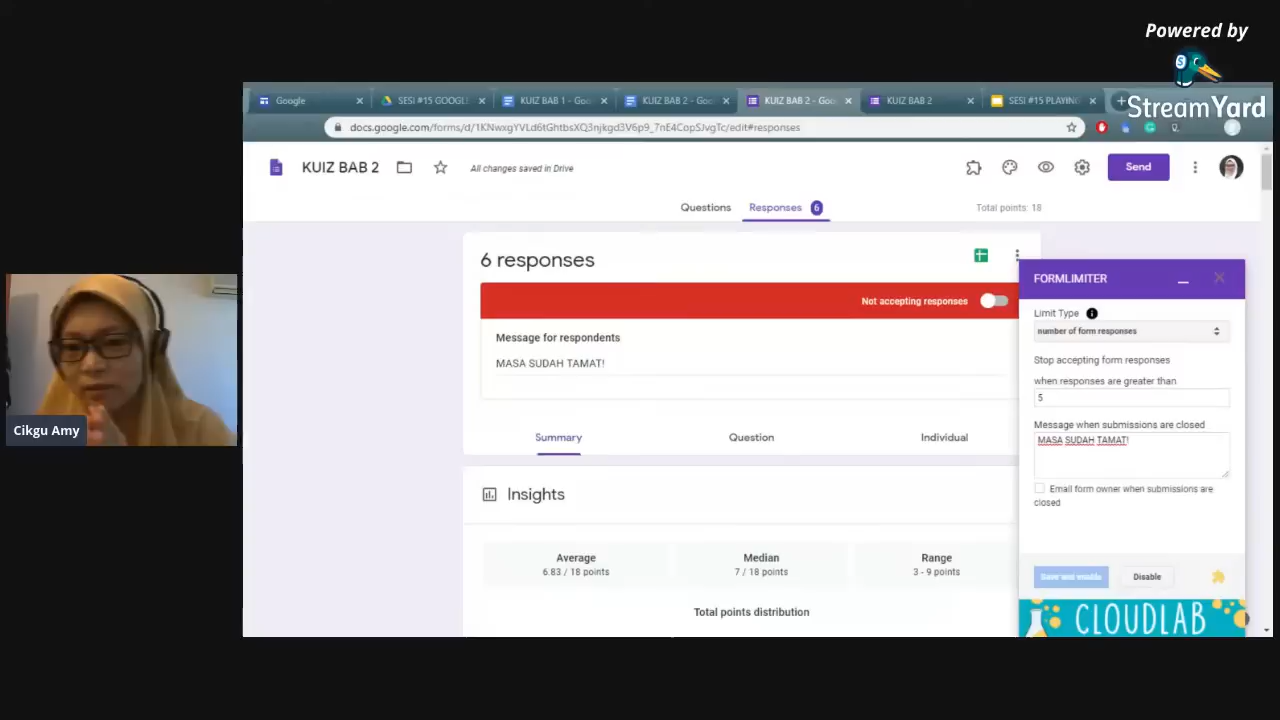 Powered by
StreamYard
Google
SESI #15 GOOGLE
KUIZ BAB 1 - Goo
KUIZ BAB 2 - Goo
KUIZ BAB 2 - Goo
KUIZ BAB 2
SESI #15 PLAYING
docs.google.com/forms/d/1KNwxgYVLd6tGhtbsXQ3njkgd3V6p9_7nE4CopSJvgTc/edit#responses
KUIZ BAB 2
All changes saved in Drive
Send
Questions
Responses 6
Total points: 18
6 responses
Not accepting responses
Message for respondents
MASA SUDAH TAMAT!
Summary
Question
Individual
Insights
Average
6.83 / 18 points
Median
7 / 18 points
Range
3 - 9 points
Total points distribution
FORMLIMITER
Limit Type
number of form responses
Stop accepting form responses
when responses are greater than
5
Message when submissions are closed
MASA SUDAH TAMAT!
Email form owner when submissions are
closed
Save and enable
Disable
CLOUDLAB
Cikgu Amy